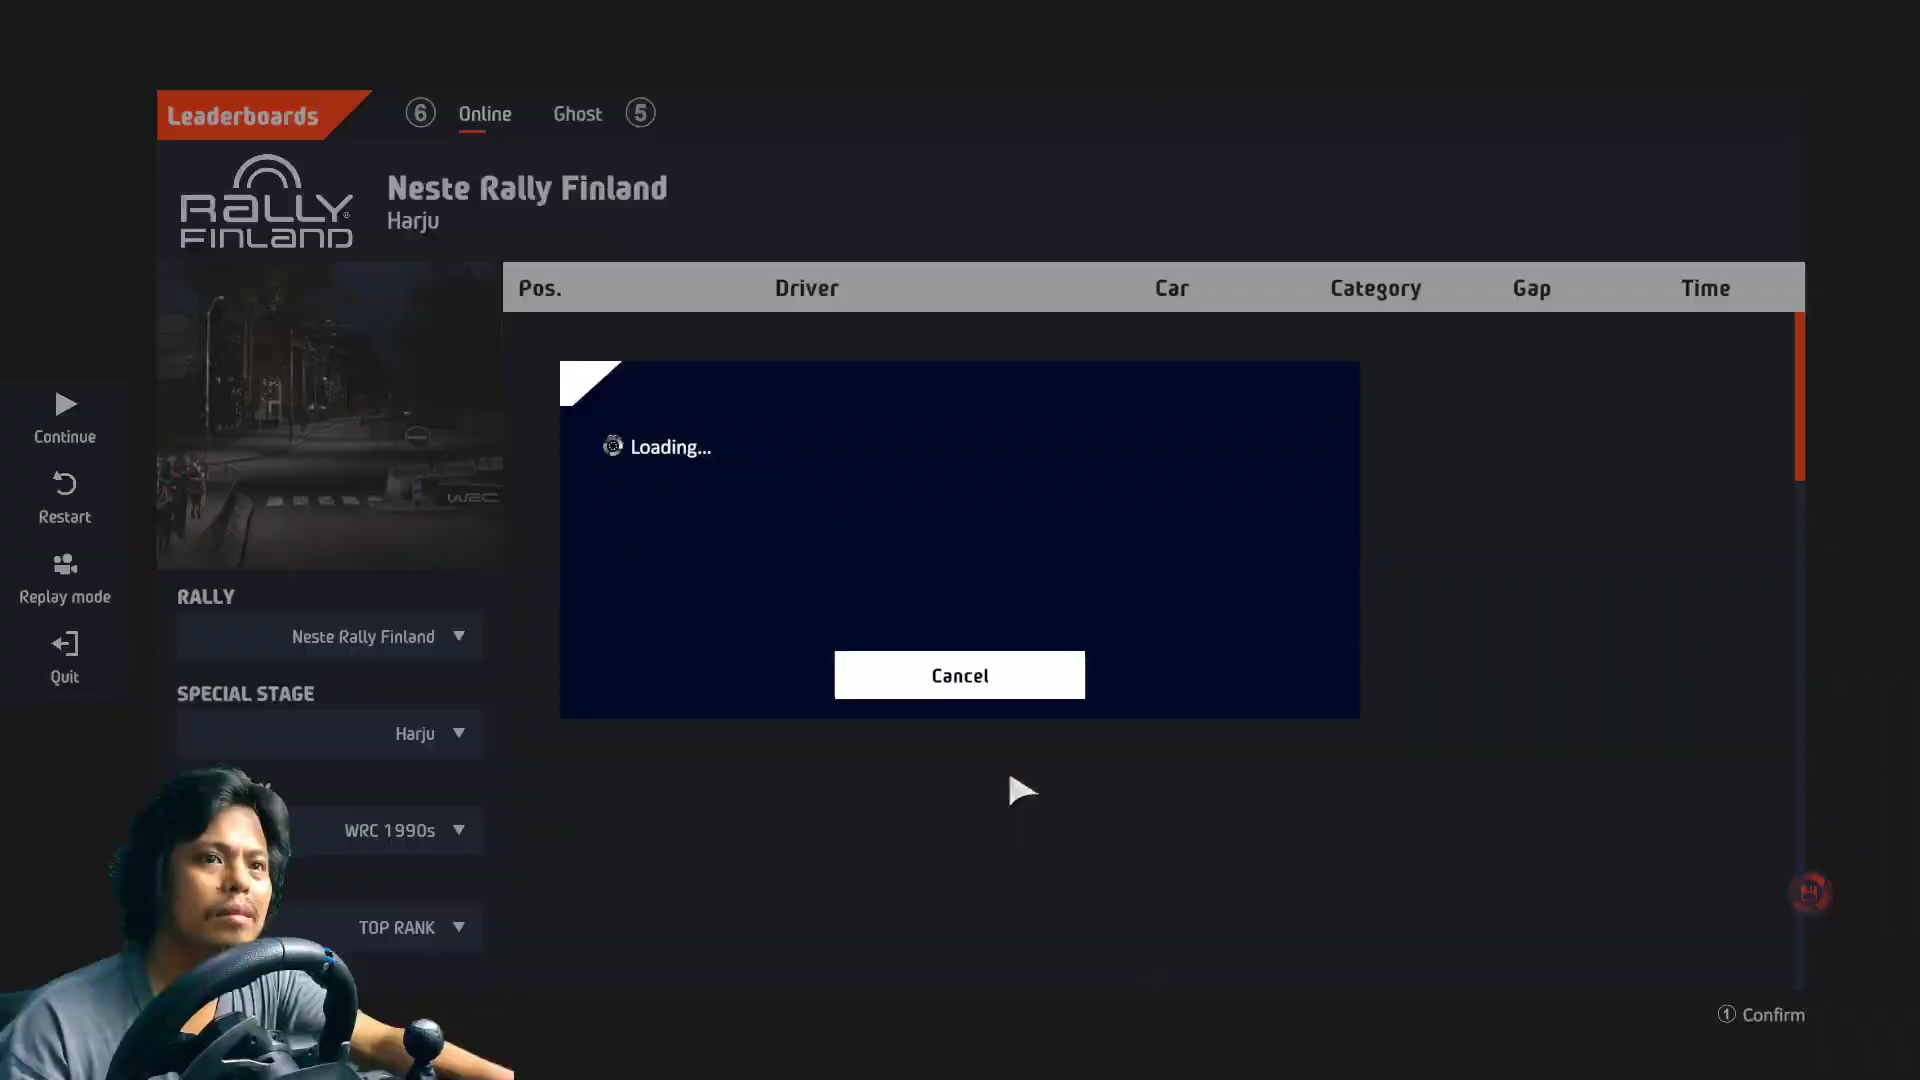 Leaderboards
6 Online Ghost 5
RALLY FINLAND
Neste Rally Finland
Harju
Pos. Driver Car Category Gap Time
Loading...
Cancel
Continue
Restart
Replay mode
Quit
WRC
RALLY
Neste Rally Finland
SPECIAL STAGE
Harju
WRC 1990s
TOP RANK
1 Confirm